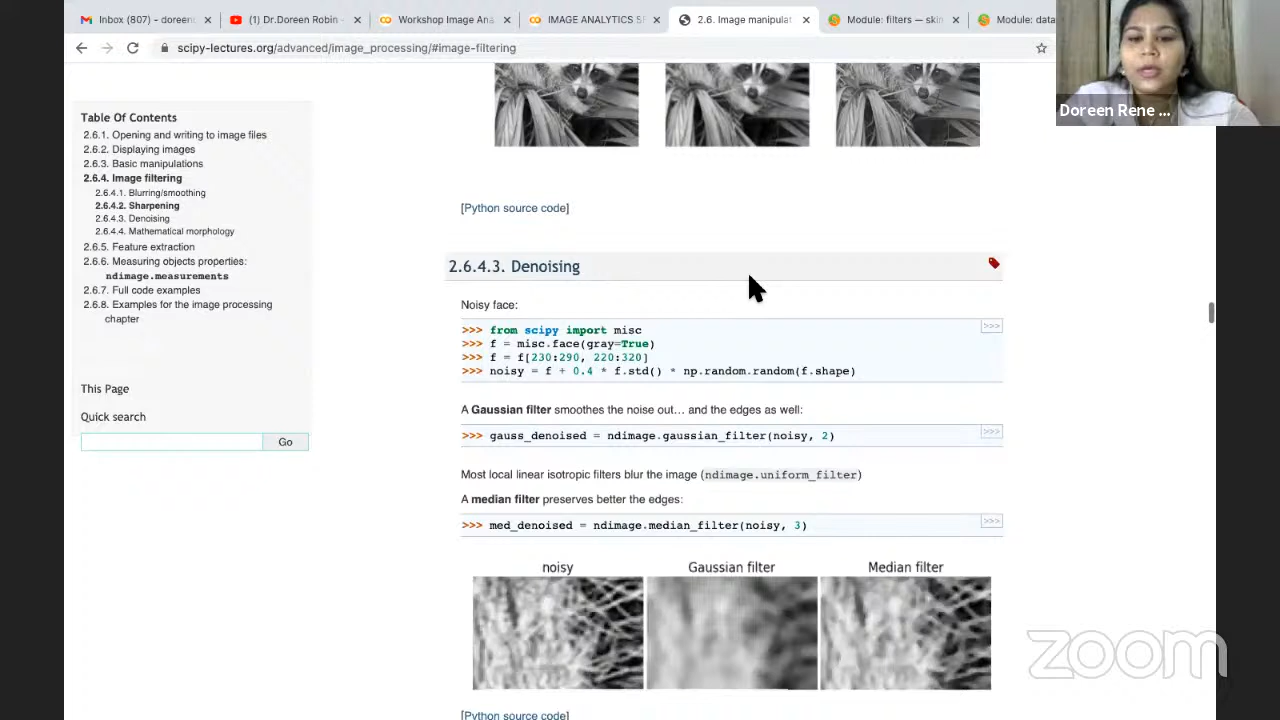 Inbox (807) - doreen
(1) Dr.Doreen Robin -
Workshop Image Ana
IMAGE ANALYTICS S
2.6. Image manipulat
Module: filters — skin
Module: data
scipy-lectures.org/advanced/image_processing/#image-filtering
Doreen Rene ...
Table Of Contents
2.6.1. Opening and writing to image files
2.6.2. Displaying images
2.6.3. Basic manipulations
2.6.4. Image filtering
2.6.4.1. Blurring/smoothing
2.6.4.2. Sharpening
2.6.4.3. Denoising
2.6.4.4. Mathematical morphology
2.6.5. Feature extraction
2.6.6. Measuring objects properties:
ndimage.measurements
2.6.7. Full code examples
2.6.8. Examples for the image processing
chapter
This Page
Quick search
Go
[Python source code]
2.6.4.3. Denoising
Noisy face:
>>> from scipy import misc
>>> f = misc.face(gray=True)
>>> f = f[230:290, 220:320]
>>> noisy = f + 0.4 * f.std() * np.random.random(f.shape)
>>>
A Gaussian filter smoothes the noise out… and the edges as well:
>>> gauss_denoised = ndimage.gaussian_filter(noisy, 2)
>>>
Most local linear isotropic filters blur the image (ndimage.uniform_filter)
A median filter preserves better the edges:
>>> med_denoised = ndimage.median_filter(noisy, 3)
>>>
noisy
Gaussian filter
Median filter
[Python source code]
zoom